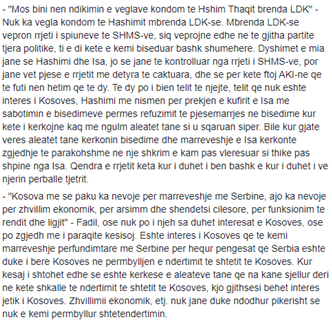 - "Mos bini nen ndikimin e veglave kondom te Hshim Thaqit brenda LDK" -
Nuk ka vegla kondom te Hashimit mbrenda LDK-se. Mbrenda LDK-se
vepron rrjeti i spiuneve te SHMS-ve, siq veprojne edhe ne te gjitha partite
tjera politike, ti e di kete e kemi biseduar bashk shumehere. Dyshimet e mia
jane se Hashimi dhe Isa, jo se jane te kontrolluar nga rrjeti i SHMS-ve, por
jane vet pjese e rrjetit me detyra te caktuara, dhe se per kete ftoj AKI-ne qe
te futi nen hetim qe te dy. Te dy po i bien telit te njejte, telit qe nuk eshte
interes i Kosoves, Hashimi me nismen per prekjen e kufirit e Isa me
sabotimin e bisedimeve permes refuzimit te pjesemarrjes ne bisedime kur
kete i kerkojne kaq me ngulm aleatet tane si u sqaruan siper. Bile kur gjate
veres aleatet tane kerkonin bisedime dhe marreveshje e Isa kerkonte
zgjedhje te parakohshme ne nje shkrim e kam pas vleresuar si thike pas
shpine nga Isa. Qendra e rrjetit keta kur i duhet i ben bashk e kur i duhet i ve
njerin perballe tjetrit.
- "Kosova me se paku ka nevoje per marreveshje me Serbine, ajo ka nevoje
per zhvillim ekonomik, per arsimm dhe shendetsi cilesore, per funksionim te
rendit dhe ligjit" - Fadil, ose nuk po i njeh sa duhet interesat e Kosoves, ose
po zgjedh me i paraqite kesisoj. Eshte interes i Kosoves qe te kemi
marreveshje perfundimtare me Serbine per hequr pengesat qe Serbia eshte
duke i bere Kosoves ne permbylljen e ndertimit te shtetit te Kosoves. Kur
kesaj i shtohet edhe se eshte kerkese e aleateve tane qe na kane sjellur deri
ne kete shkalle te ndertimit te shtetit te Kosoves, kjo gjithsesi behet interes
jetik i Kosoves. Zhvillimii ekonomik, etj. nuk jane duke ndodhur pikerisht se
nuk e kemi permbyllur shtetendertimin.